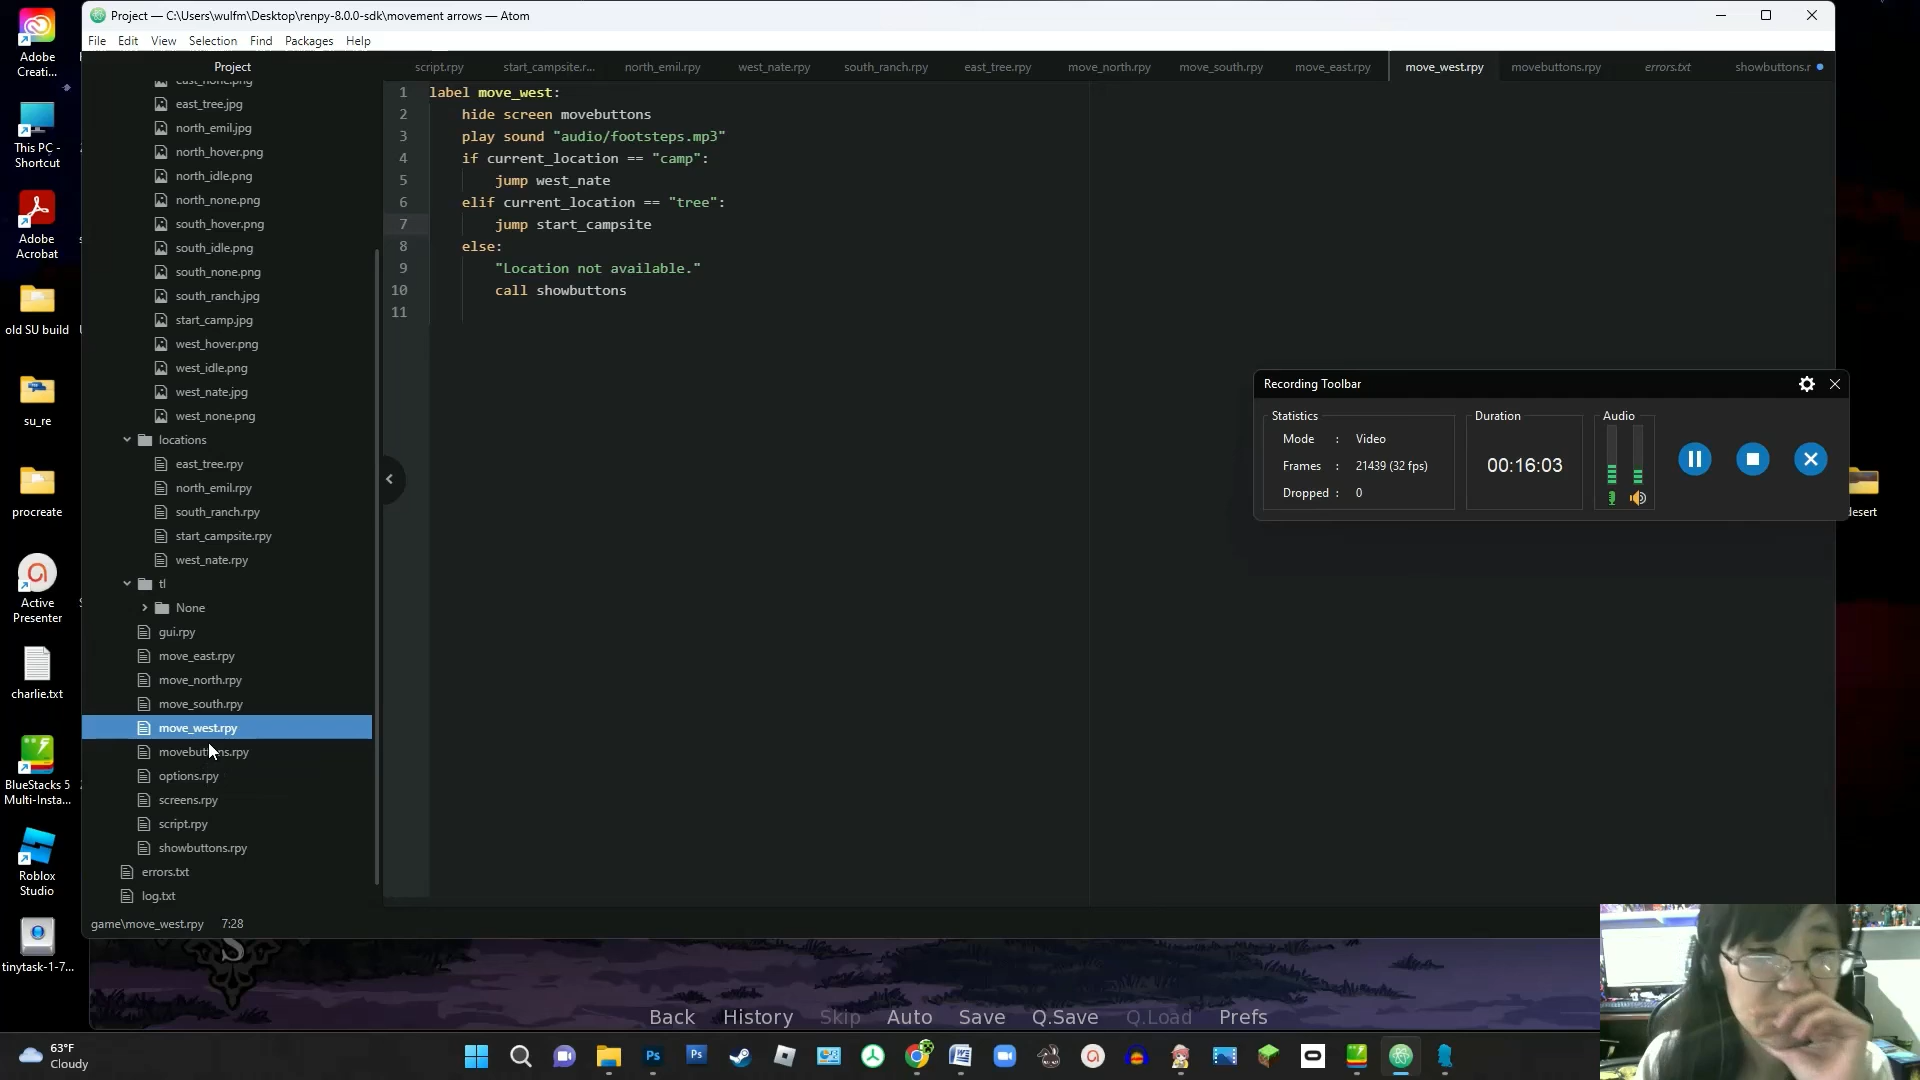 Project — C:\Users\wulfm\Desktop\renpy-8.0.0-sdk\movement arrows — Atom
File Edit View Selection Find Packages Help
Project
script.rpy start_campsite.r... north_emil.rpy west_nate.rpy south_ranch.rpy east_tree.rpy move_north.rpy move_south.rpy move_east.rpy move_west.rpy movebuttons.rpy errors.txt showbuttons.r
east_none.png
east_tree.jpg
north_emil.jpg
north_hover.png
north_idle.png
north_none.png
south_hover.png
south_idle.png
south_none.png
south_ranch.jpg
start_camp.jpg
west_hover.png
west_idle.png
west_nate.jpg
west_none.png
locations
east_tree.rpy
north_emil.rpy
south_ranch.rpy
start_campsite.rpy
west_nate.rpy
tl
None
gui.rpy
move_east.rpy
move_north.rpy
move_south.rpy
move_west.rpy
movebuttons.rpy
options.rpy
screens.rpy
script.rpy
showbuttons.rpy
errors.txt
log.txt
game\move_west.rpy 7:28
1 label move_west:
2 hide screen movebuttons
3 play sound "audio/footsteps.mp3"
4 if current_location == "camp":
5 jump west_nate
6 elif current_location == "tree":
7 jump start_campsite
8 else:
9 "Location not available."
10 call showbuttons
11
Recording Toolbar
Statistics
Mode : Video
Frames : 21439 (32 fps)
Dropped : 0
Duration
00:16:03
Audio
Adobe
Creati...
This PC -
Shortcut
Adobe
Acrobat
old SU build
su_re
procreate
Active
Presenter
charlie.txt
BlueStacks 5
Multi-Insta...
Roblox
Studio
tinytask-1-7...
desert
S
Back History Skip Auto Save Q.Save Q.Load Prefs
63°F
Cloudy